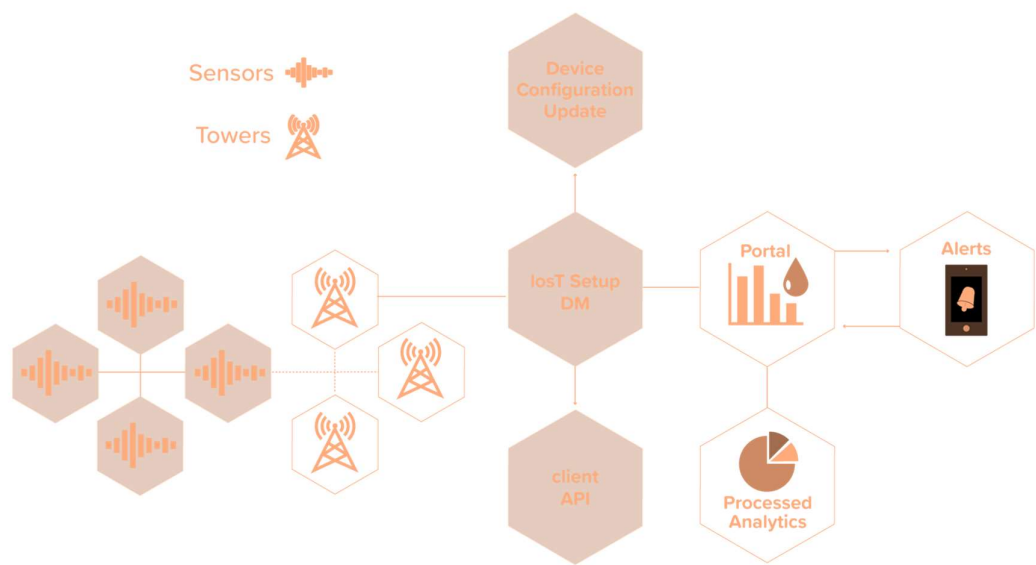 Sensors
Towers
Device
Configuration
Update
IosT Setup
DM
Portal
Alerts
client
API
Processed
Analytics